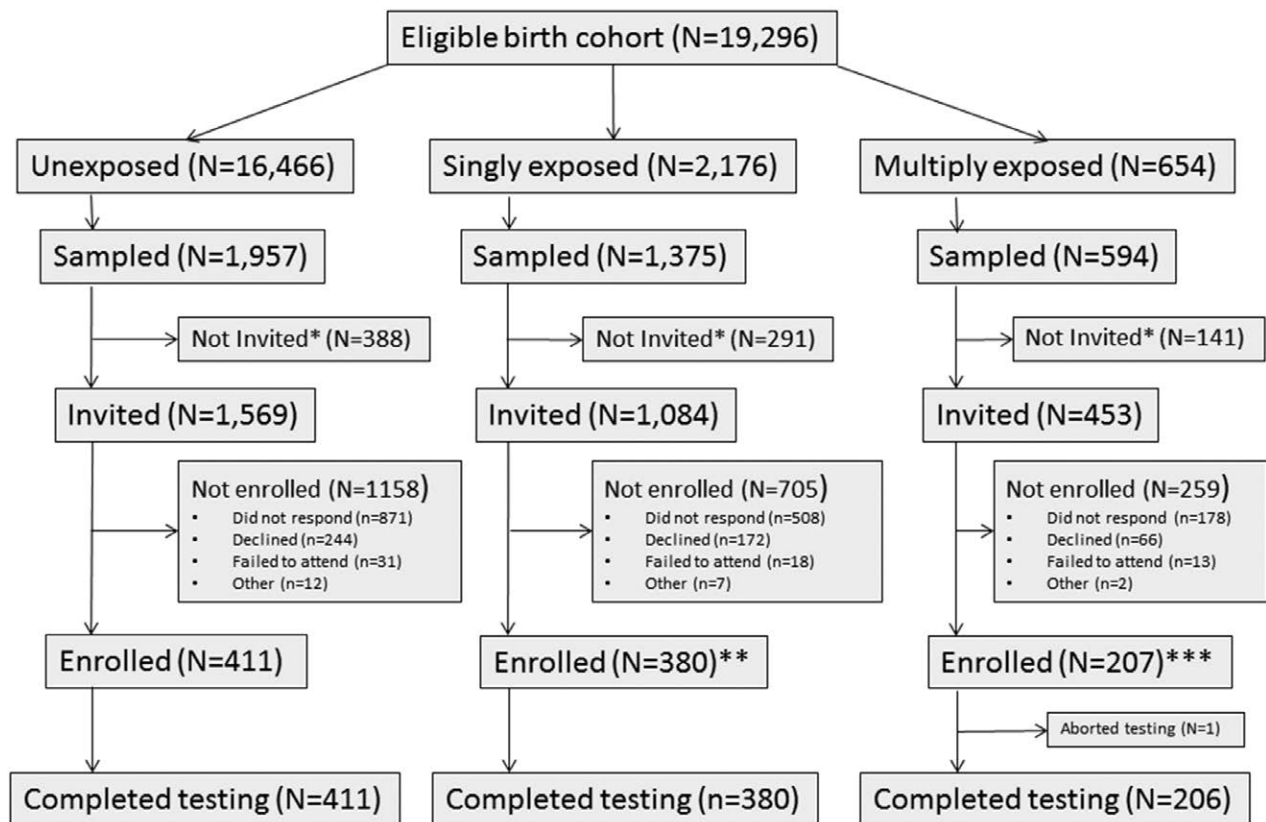 Eligible birth cohort (N=19,296)
Unexposed (N=16,466)
Singly exposed (N=2,176)
Multiply exposed (N=654)
Sampled (N=1,957)
Sampled (N=1,375)
Sampled (N=594)
Not Invited* (N=388)
Not Invited* (N=291)
Not Invited* (N=141)
Invited (N=1,569)
Invited (N=1,084)
Invited (N=453)
Not enrolled (N=1158)
• Did not respond (n=871)
• Declined (n=244)
• Failed to attend (n=31)
• Other (n=12)
Not enrolled (N=705)
• Did not respond (n=508)
• Declined (n=172)
• Failed to attend (n=18)
• Other (n=7)
Not enrolled (N=259)
• Did not respond (n=178)
• Declined (n=66)
• Failed to attend (n=13)
• Other (n=2)
Enrolled (N=411)
Enrolled (N=380)**
Enrolled (N=207)***
Aborted testing (N=1)
Completed testing (N=411)
Completed testing (n=380)
Completed testing (N=206)